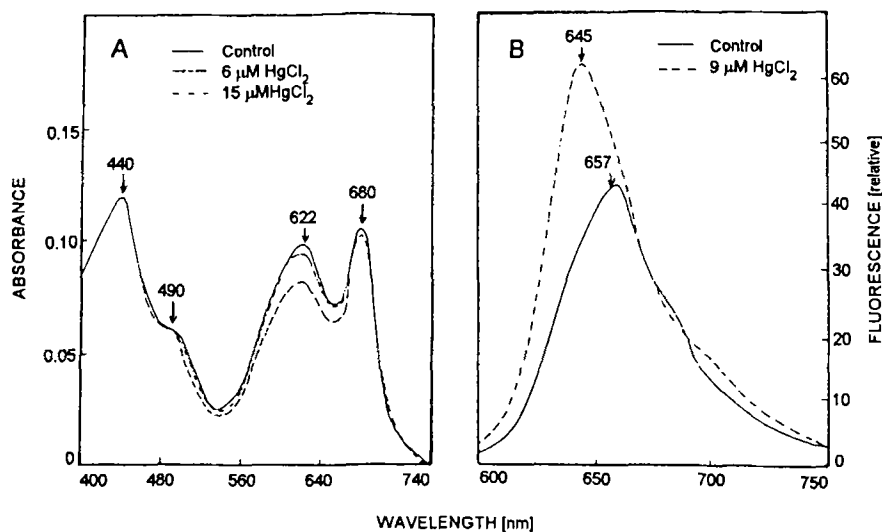 A
Control
6 µM HgCl2
15 µMHgCl2
440
490
622
680
ABSORBANCE
0.15
0.10
0.05
0
400 480 560 640 740
B
Control
9 µM HgCl2
645
657
FLUORESCENCE [relative]
60
50
40
30
20
10
0
600 650 700 750
WAVELENGTH [nm]